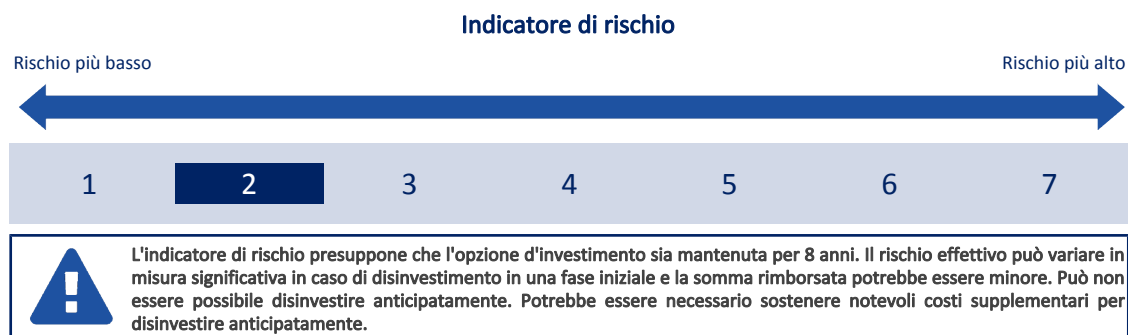 Indicatore di rischio
Rischio più basso
Rischio più alto
1 2 3 4 5 6 7
L'indicatore di rischio presuppone che l'opzione d'investimento sia mantenuta per 8 anni. Il rischio effettivo può variare in
misura significativa in caso di disinvestimento in una fase iniziale e la somma rimborsata potrebbe essere minore. Può non
essere possibile disinvestire anticipatamente. Potrebbe essere necessario sostenere notevoli costi supplementari per
disinvestire anticipatamente.